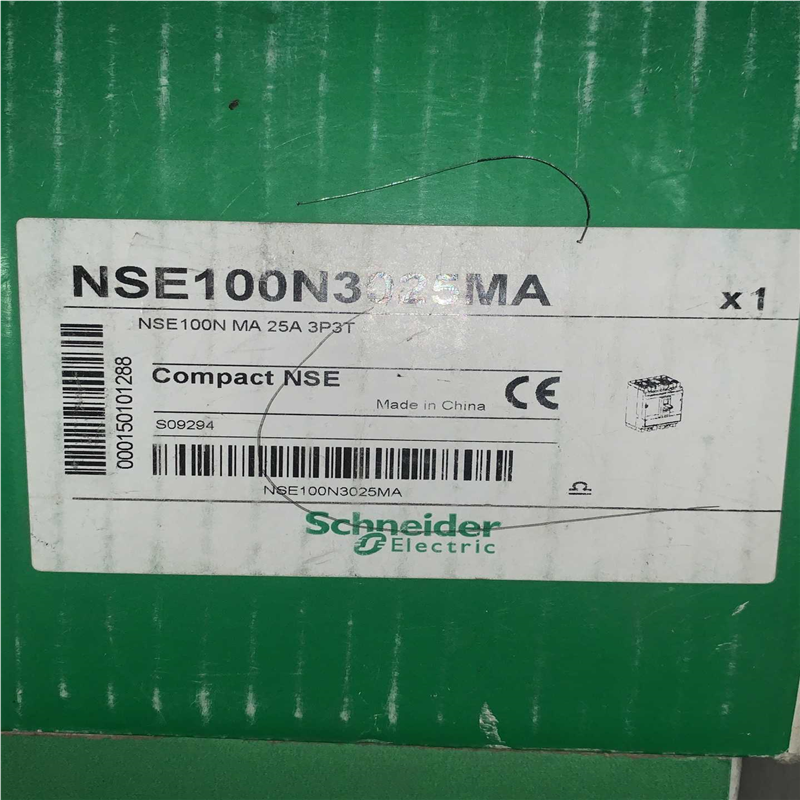 NSE100N3025MA
x 1
NSE100N MA 25A 3P3T
Compact NSE
Made in China
CE
S09294
000150101288
NSE100N3025MA
Schneider
Electric